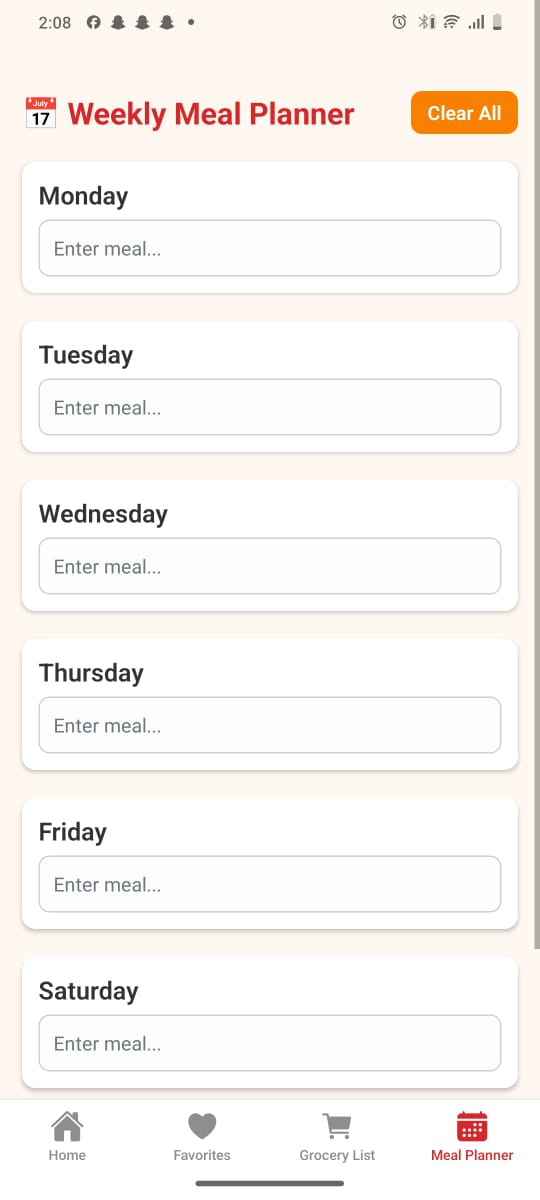 2:08
July
17
Weekly Meal Planner
Clear All
Monday
Enter meal...
Tuesday
Enter meal...
Wednesday
Enter meal...
Thursday
Enter meal...
Friday
Enter meal...
Saturday
Enter meal...
Home
Favorites
Grocery List
Meal Planner